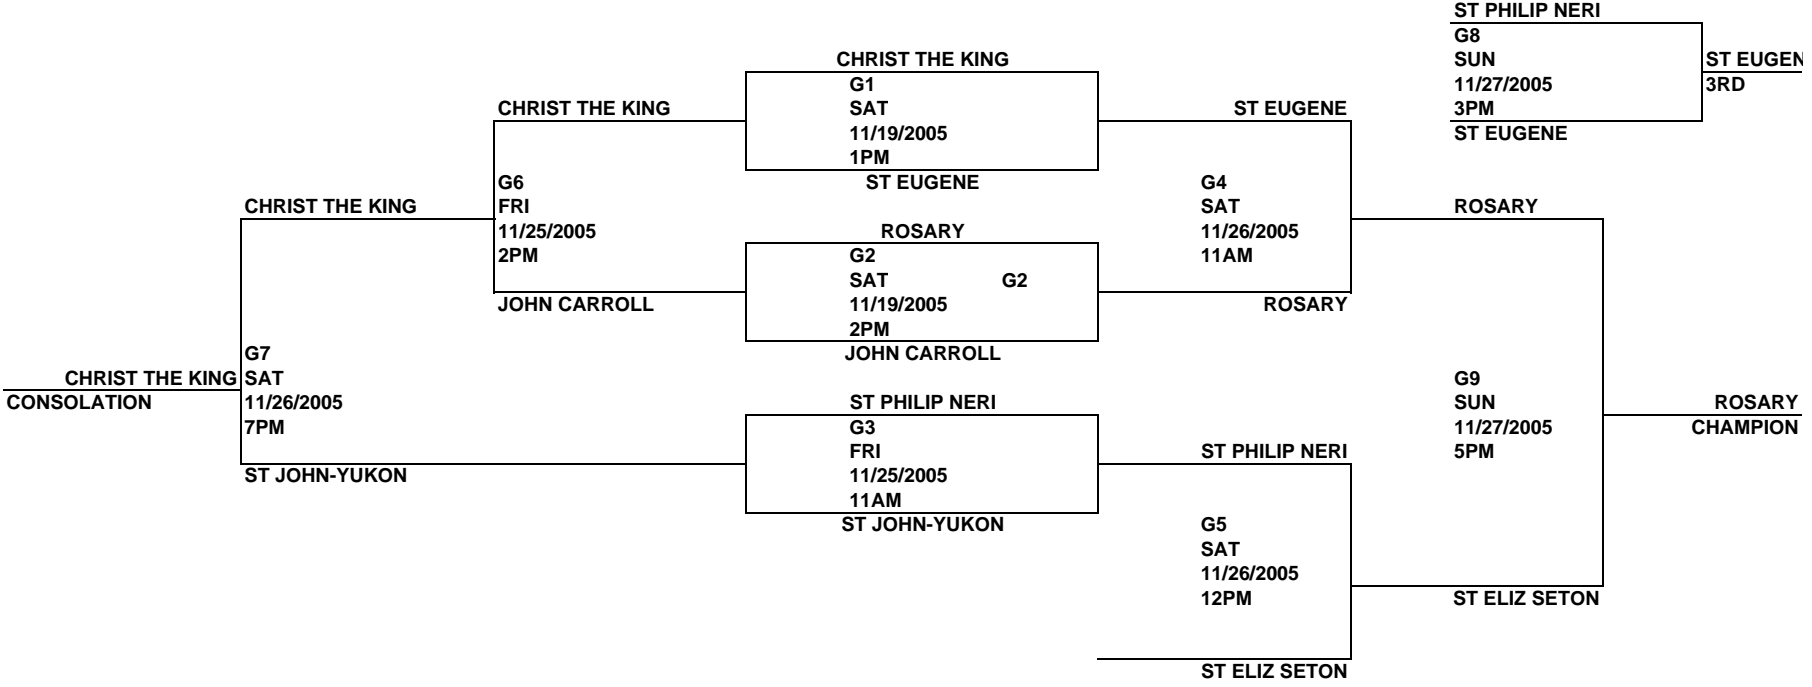 ST PHILIP NERI
G8
SUN
11/27/2005
3PM
ST EUGENE
ST EUGEN
3RD
CHRIST THE KING
G1
SAT
11/19/2005
1PM
ST EUGENE
CHRIST THE KING
G6
FRI
11/25/2005
2PM
JOHN CARROLL
ROSARY
G2
SAT G2
11/19/2005
2PM
JOHN CARROLL
ST EUGENE
G4
SAT
11/26/2005
11AM
ROSARY
CHRIST THE KING
G7
SAT
11/26/2005
7PM
ST JOHN-YUKON
CHRIST THE KING
CONSOLATION
ST PHILIP NERI
G3
FRI
11/25/2005
11AM
ST JOHN-YUKON
ST PHILIP NERI
G5
SAT
11/26/2005
12PM
ST ELIZ SETON
ROSARY
G9
SUN
11/27/2005
5PM
ST ELIZ SETON
ROSARY
CHAMPION